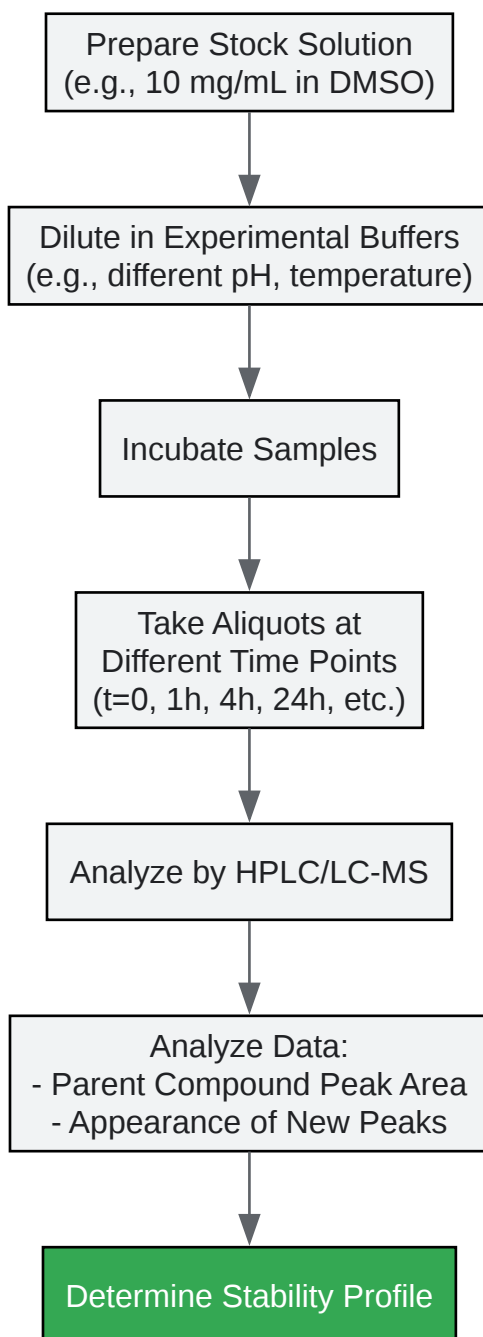 Prepare Stock Solution
(e.g., 10 mg/mL in DMSO)
Dilute in Experimental Buffers
(e.g., different pH, temperature)
Incubate Samples
Take Aliquots at
Different Time Points
(t=0, 1h, 4h, 24h, etc.)
Analyze by HPLC/LC-MS
Analyze Data:
- Parent Compound Peak Area
- Appearance of New Peaks
Determine Stability Profile